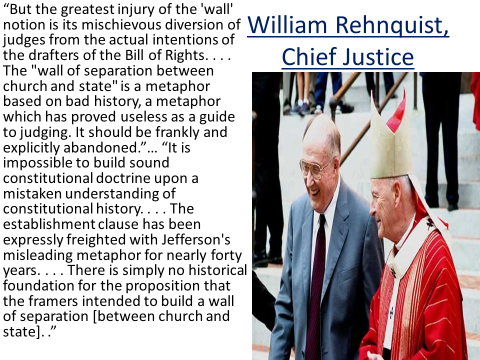 “But the greatest injury of the 'wall'
notion is its mischievous diversion of
judges from the actual intentions of
the drafters of the Bill of Rights. . . .
The "wall of separation between
church and state" is a metaphor
based on bad history, a metaphor
which has proved useless as a guide
to judging. It should be frankly and
explicitly abandoned.”… “It is
impossible to build sound
constitutional doctrine upon a
mistaken understanding of
constitutional history. . . . The
establishment clause has been
expressly freighted with Jefferson's
misleading metaphor for nearly forty
years. . . . There is simply no historical
foundation for the proposition that
the framers intended to build a wall
of separation [between church and
state]. .”
William Rehnquist,
Chief Justice